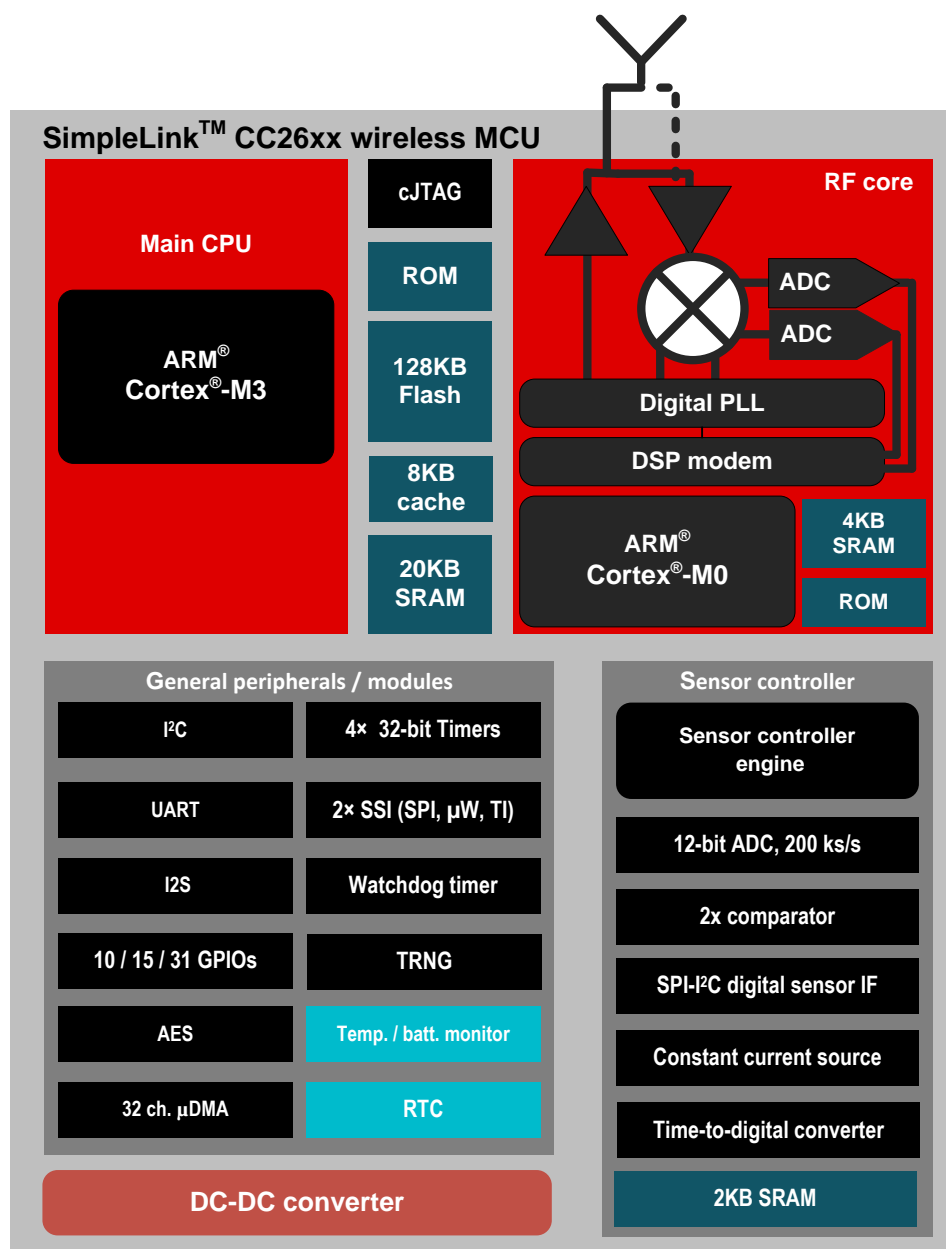 SimpleLink™ CC26xx wireless MCU
Main CPU
ARM®
Cortex®-M3
cJTAG
ROM
128KB
Flash
8KB
cache
20KB
SRAM
RF core
ADC
ADC
Digital PLL
DSP modem
ARM®
Cortex®-M0
4KB
SRAM
ROM
General peripherals / modules
I²C
4× 32-bit Timers
UART
2× SSI (SPI, µW, TI)
I2S
Watchdog timer
10 / 15 / 31 GPIOs
TRNG
AES
Temp. / batt. monitor
32 ch. µDMA
RTC
Sensor controller
Sensor controller
engine
12-bit ADC, 200 ks/s
2x comparator
SPI-I²C digital sensor IF
Constant current source
Time-to-digital converter
2KB SRAM
DC-DC converter